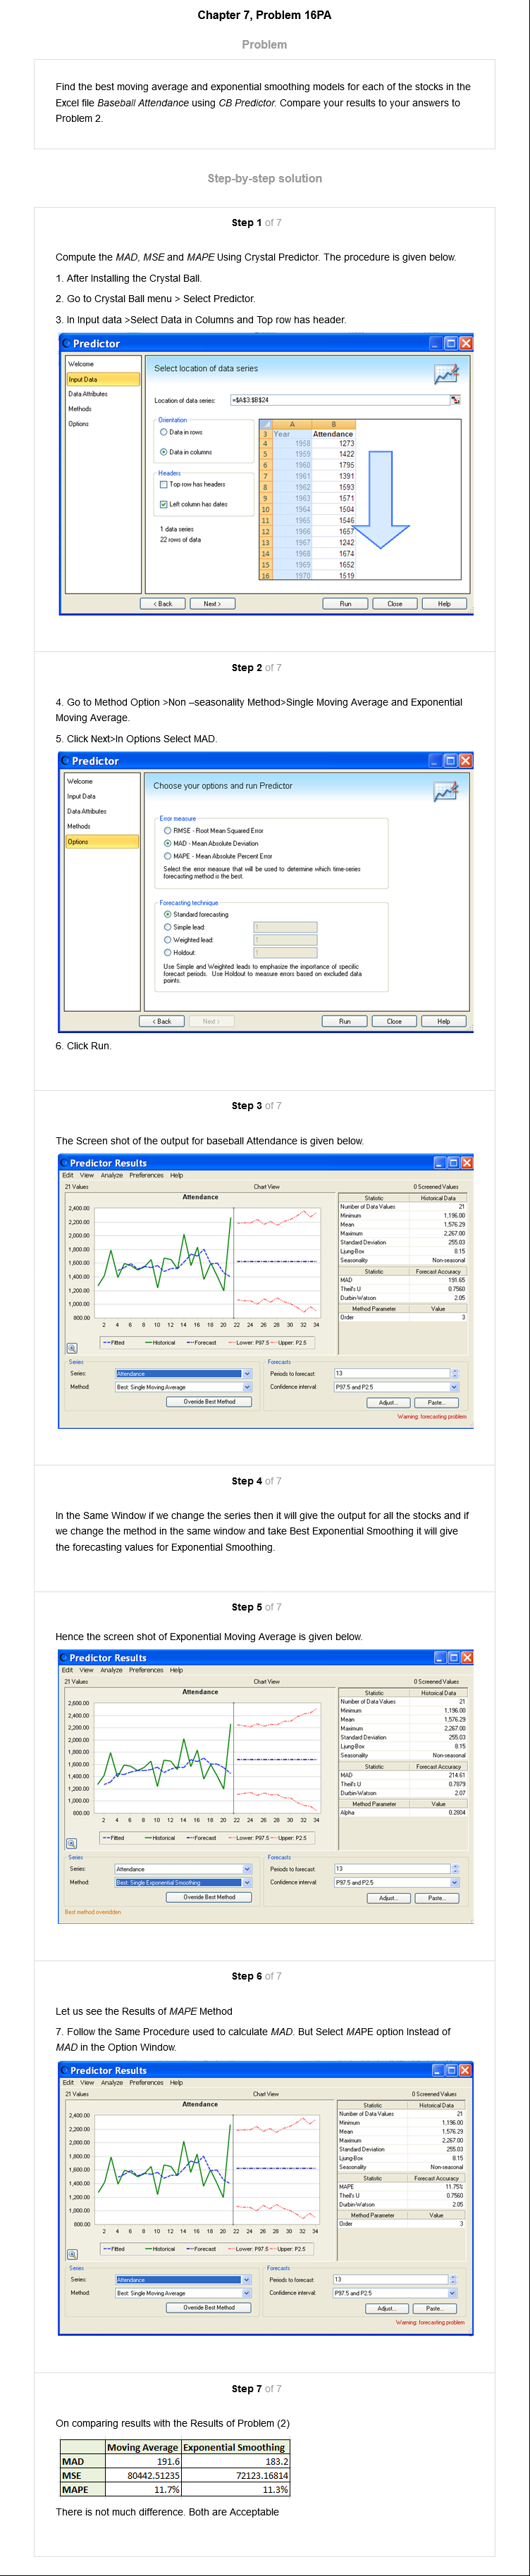 Chapter 7, Problem 16PA
Problem
Find the best moving average and exponential smoothing models for each of the stocks in the
Excel file Baseball Attendance using CB Predictor. Compare your results to your answers to
Problem 2.
Step-by-step solution
Step 1 of 7
Compute the MAD, MSE and MAPE Using Crystal Predictor. The procedure is given below.
1. After Installing the Crystal Ball.
2. Go to Crystal Ball menu > Select Predictor.
3. In Input data >Select Data in Columns and Top row has header.
Predictor
Welcome
Input Data
Data Attributes
Methods
Options
Select location of data series
Location of data series: =$A$3:$B$24
Orientation
Data in rows
Data in columns
Headers
Top row has headers
Left column has dates
1 data series
22 rows of data
A B
3 Year Attendance
4 1958 1273
5 1959 1422
6 1960 1795
7 1961 1391
8 1962 1593
9 1963 1571
10 1964 1504
11 1965 1546
12 1966 1657
13 1967 1242
14 1968 1674
15 1969 1652
16 1970 1519
< Back Next > Run Close Help
Step 2 of 7
4. Go to Method Option >Non –seasonality Method>Single Moving Average and Exponential
Moving Average.
5. Click Next>In Options Select MAD.
Predictor
Welcome
Input Data
Data Attributes
Methods
Options
Choose your options and run Predictor
Error measure
RMSE - Root Mean Squared Error
MAD - Mean Absolute Deviation
MAPE - Mean Absolute Percent Error
Select the error measure that will be used to determine which time-series
forecasting method is the best.
Forecasting technique
Standard forecasting
Simple lead: 1
Weighted lead: 1
Holdout: 1
Use Simple and Weighted leads to emphasize the importance of specific
forecast periods. Use Holdout to measure errors based on excluded data
points.
< Back Next > Run Close Help
6. Click Run.
Step 3 of 7
The Screen shot of the output for baseball Attendance is given below.
Predictor Results
Edit View Analyze Preferences Help
21 Values Chart View 0 Screened Values
Attendance
2,400.00
2,200.00
2,000.00
1,800.00
1,600.00
1,400.00
1,200.00
1,000.00
800.00
2 4 6 8 10 12 14 16 18 20 22 24 26 28 30 32 34
Fitted Historical Forecast Lower: P97.5 Upper: P2.5
Statistic Historical Data
Number of Data Values 21
Minimum 1,196.00
Mean 1,576.29
Maximum 2,267.00
Standard Deviation 255.03
Ljung-Box 8.15
Seasonality Non-seasonal
Statistic Forecast Accuracy
MAD 191.65
Theil's U 0.7560
Durbin-Watson 2.05
Method Parameter Value
Order 3
Series
Series: Attendance
Method: Best: Single Moving Average
Override Best Method
Forecasts
Periods to forecast: 13
Confidence interval: P97.5 and P2.5
Adjust... Paste...
Warning: forecasting problem
Step 4 of 7
In the Same Window if we change the series then it will give the output for all the stocks and if
we change the method in the same window and take Best Exponential Smoothing it will give
the forecasting values for Exponential Smoothing.
Step 5 of 7
Hence the screen shot of Exponential Moving Average is given below.
Predictor Results
Edit View Analyze Preferences Help
21 Values Chart View 0 Screened Values
Attendance
2,600.00
2,400.00
2,200.00
2,000.00
1,800.00
1,600.00
1,400.00
1,200.00
1,000.00
800.00
2 4 6 8 10 12 14 16 18 20 22 24 26 28 30 32 34
Fitted Historical Forecast Lower: P97.5 Upper: P2.5
Statistic Historical Data
Number of Data Values 21
Minimum 1,196.00
Mean 1,576.29
Maximum 2,267.00
Standard Deviation 255.03
Ljung-Box 8.15
Seasonality Non-seasonal
Statistic Forecast Accuracy
MAD 214.61
Theil's U 0.7879
Durbin-Watson 2.07
Method Parameter Value
Alpha 0.2804
Series
Series: Attendance
Method: Best: Single Exponential Smoothing
Override Best Method
Best method overridden
Forecasts
Periods to forecast: 13
Confidence interval: P97.5 and P2.5
Adjust... Paste...
Step 6 of 7
Let us see the Results of MAPE Method
7. Follow the Same Procedure used to calculate MAD. But Select MAPE option Instead of
MAD in the Option Window.
Predictor Results
Edit View Analyze Preferences Help
21 Values Chart View 0 Screened Values
Attendance
2,400.00
2,200.00
2,000.00
1,800.00
1,600.00
1,400.00
1,200.00
1,000.00
800.00
2 4 6 8 10 12 14 16 18 20 22 24 26 28 30 32 34
Fitted Historical Forecast Lower: P97.5 Upper: P2.5
Statistic Historical Data
Number of Data Values 21
Minimum 1,196.00
Mean 1,576.29
Maximum 2,267.00
Standard Deviation 255.03
Ljung-Box 8.15
Seasonality Non-seasonal
Statistic Forecast Accuracy
MAPE 11.75%
Theil's U 0.7560
Durbin-Watson 2.05
Method Parameter Value
Order 3
Series
Series: Attendance
Method: Best: Single Moving Average
Override Best Method
Forecasts
Periods to forecast: 13
Confidence interval: P97.5 and P2.5
Adjust... Paste...
Warning: forecasting problem
Step 7 of 7
On comparing results with the Results of Problem (2)
Moving Average Exponential Smoothing
MAD 191.6 183.2
MSE 80442.51235 72123.16814
MAPE 11.7% 11.3%
There is not much difference. Both are Acceptable